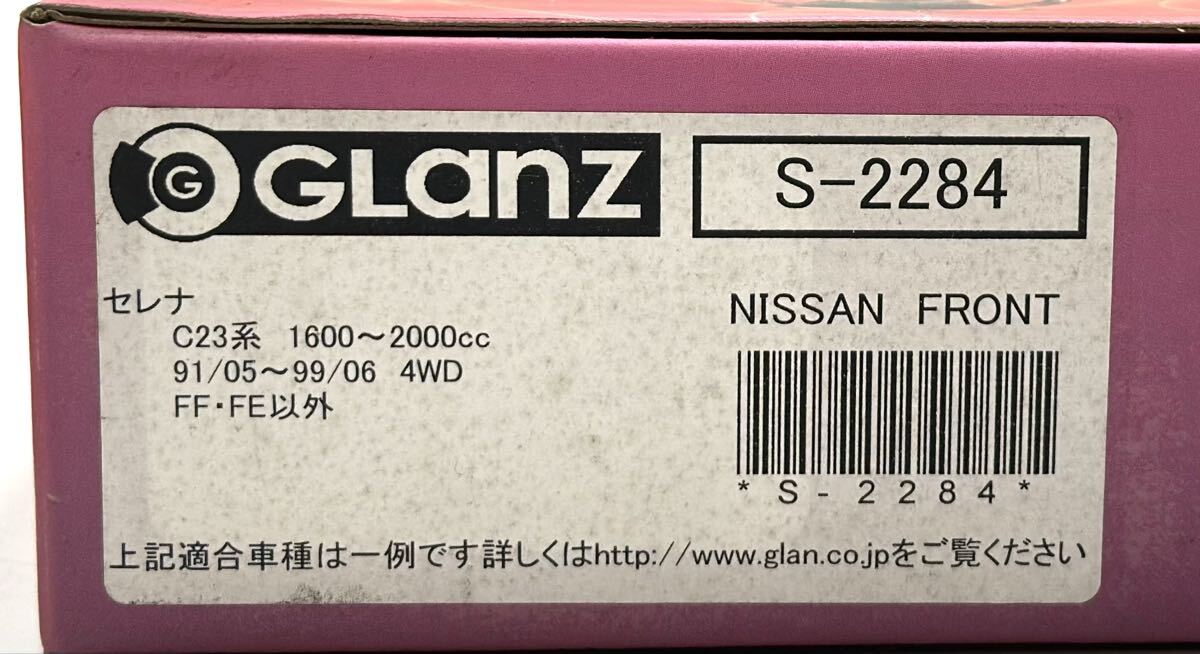 G GLanz
S-2284
セレナ
C23系 1600～2000cc
91/05～99/06 4WD
FF・FE以外
NISSAN FRONT
*S-2284*
上記適合車種は一例です詳しくはhttp://www.glan.co.jpをご覧ください